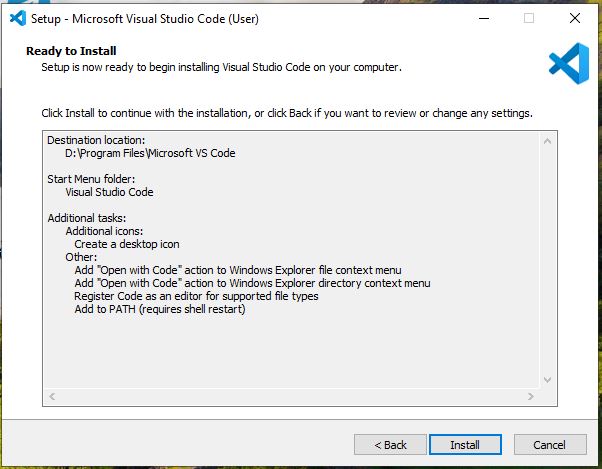 Setup - Microsoft Visual Studio Code (User)
Ready to Install
Setup is now ready to begin installing Visual Studio Code on your computer.
Click Install to continue with the installation, or click Back if you want to review or change any settings.
Destination location:
D:\Program Files\Microsoft VS Code
Start Menu folder:
Visual Studio Code
Additional tasks:
Additional icons:
Create a desktop icon
Other:
Add "Open with Code" action to Windows Explorer file context menu
Add "Open with Code" action to Windows Explorer directory context menu
Register Code as an editor for supported file types
Add to PATH (requires shell restart)
< Back Install Cancel